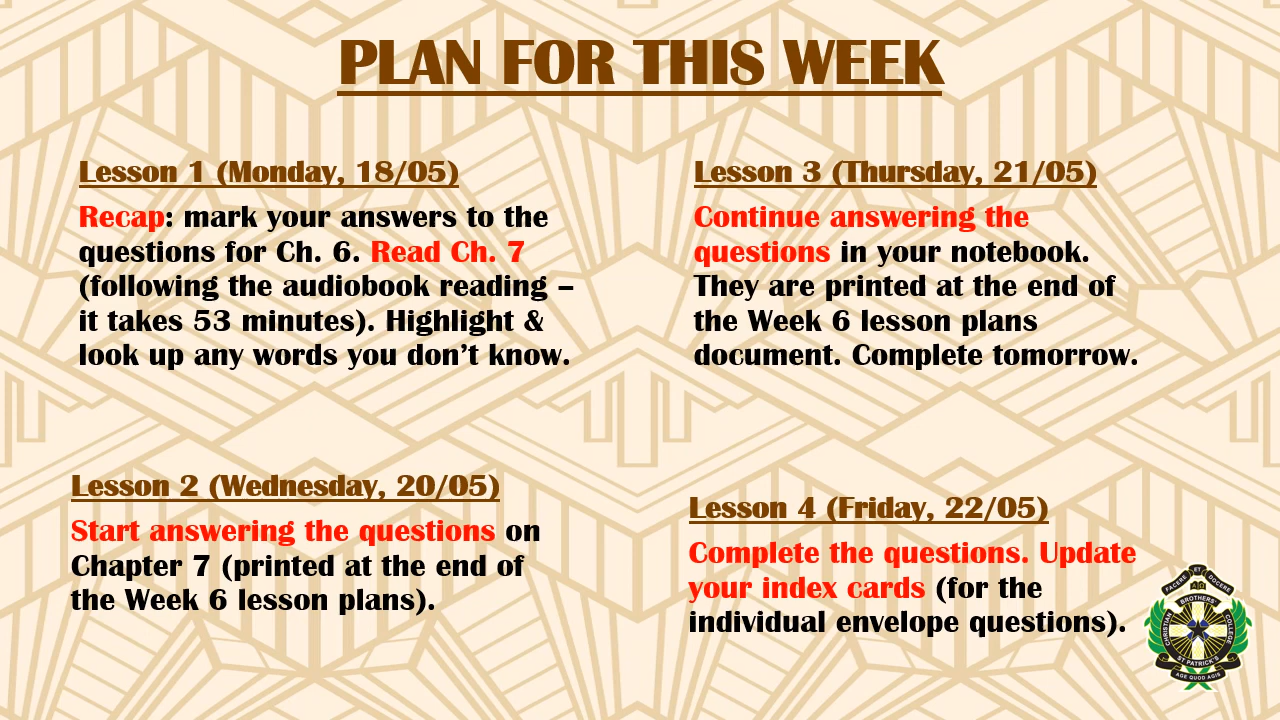 PLAN FOR THIS WEEK
Lesson 1 (Monday, 18/05)
Recap: mark your answers to the
questions for Ch. 6. Read Ch. 7
(following the audiobook reading –
it takes 53 minutes). Highlight &
look up any words you don’t know.
Lesson 2 (Wednesday, 20/05)
Start answering the questions on
Chapter 7 (printed at the end of
the Week 6 lesson plans).
Lesson 3 (Thursday, 21/05)
Continue answering the
questions in your notebook.
They are printed at the end of
the Week 6 lesson plans
document. Complete tomorrow.
Lesson 4 (Friday, 22/05)
Complete the questions. Update
your index cards (for the
individual envelope questions).
FACERE ET DOCERE
CHRISTIAN BROTHERS' COLLEGE
ST PATRICK'S
AGE QUOD AGIS